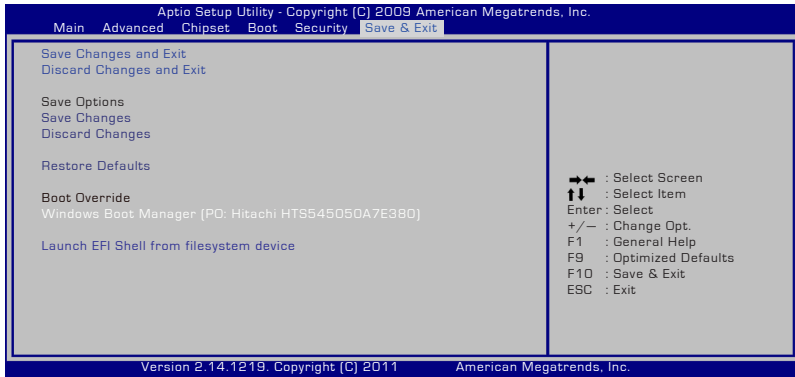 Aptio Setup Utility - Copyright (C) 2009 American Megatrends, Inc.
Main Advanced Chipset Boot Security Save & Exit
Save Changes and Exit
Discard Changes and Exit
Save Options
Save Changes
Discard Changes
Restore Defaults
Boot Override
Windows Boot Manager (PO: Hitachi HTS545050A7E380)
Launch EFI Shell from filesystem device
→← : Select Screen
↑↓ : Select Item
Enter : Select
+/— : Change Opt.
F1 : General Help
F9 : Optimized Defaults
F10 : Save & Exit
ESC : Exit
Version 2.14.1219. Copyright (C) 2011 American Megatrends, Inc.